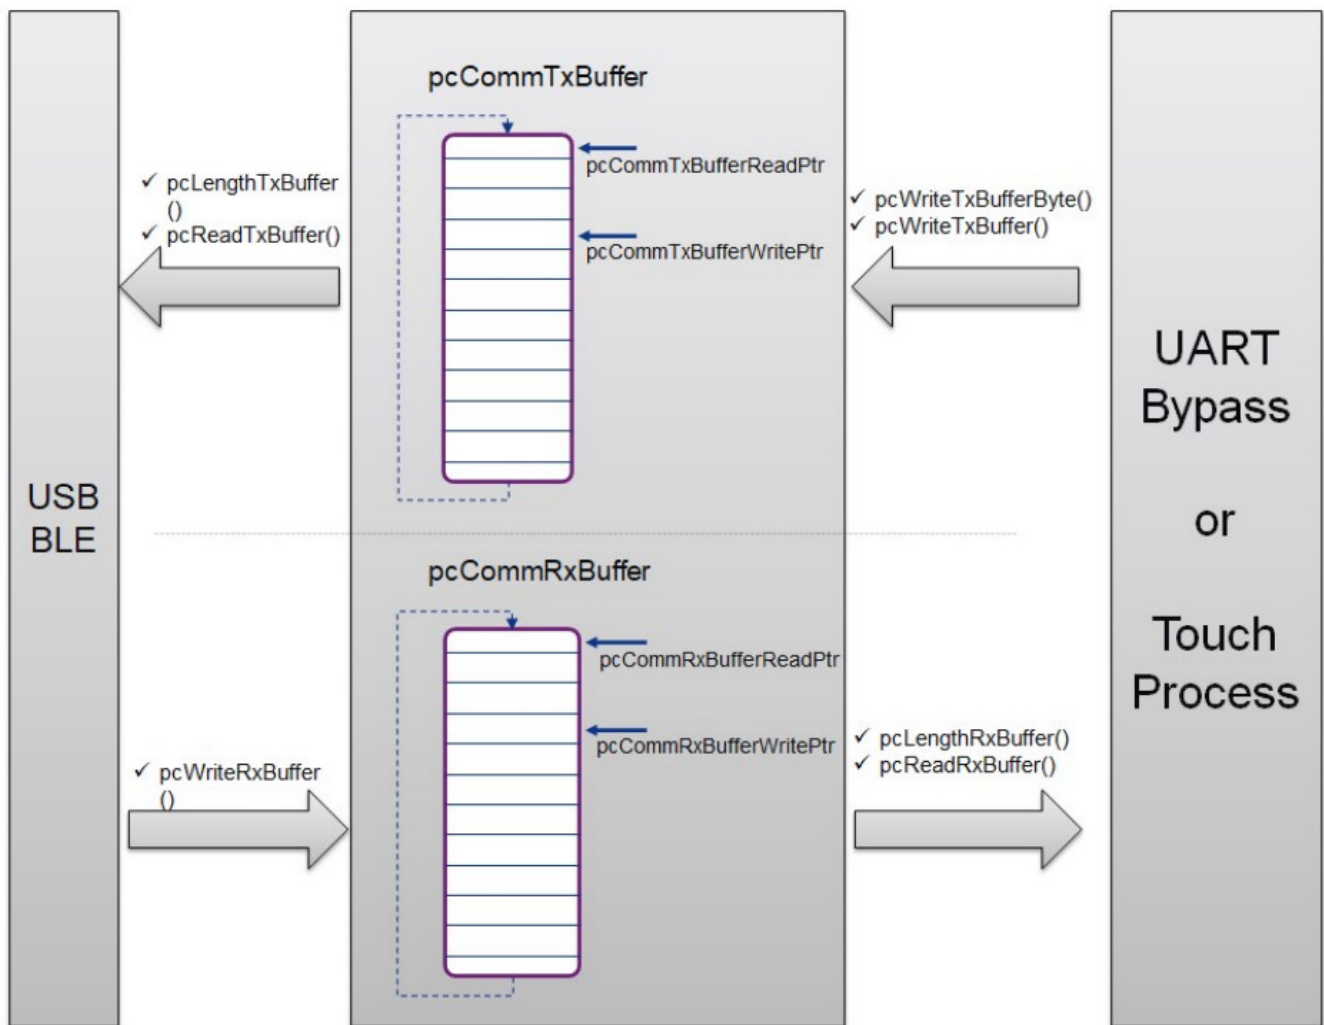 pcCommTxBuffer
pcCommTxBufferReadPtr
pcCommTxBufferWritePtr
✓ pcLengthTxBuffer
()
✓ pcReadTxBuffer()
✓ pcWriteTxBufferByte()
✓ pcWriteTxBuffer()
USB
BLE
UART
Bypass
or
Touch
Process
pcCommRxBuffer
pcCommRxBufferReadPtr
pcCommRxBufferWritePtr
✓ pcWriteRxBuffer
()
✓ pcLengthRxBuffer()
✓ pcReadRxBuffer()